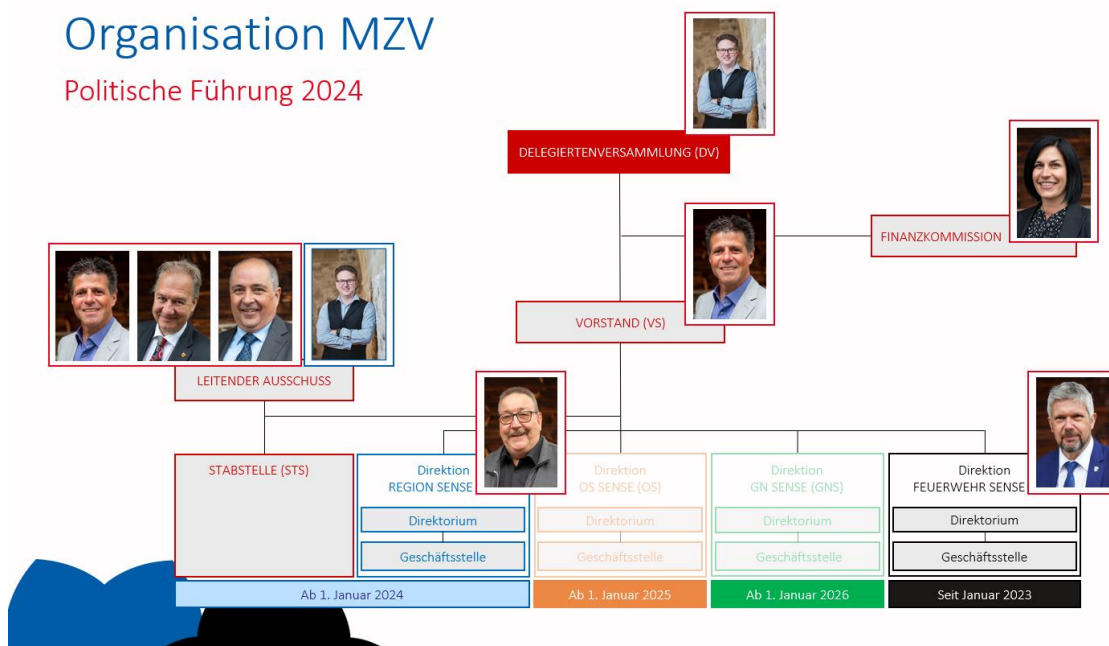 Organisation MZV
Politische Führung 2024
DELEGIERTENVERSAMMLUNG (DV)
FINANZKOMMISSION
VORSTAND (VS)
LEITENDER AUSSCHUSS
STABSTELLE (STS)
Direktion
REGION SENSE
Direktorium
Geschäftsstelle
Direktion
OS SENSE (OS)
Direktorium
Geschäftsstelle
Direktion
GN SENSE (GNS)
Direktorium
Geschäftsstelle
Direktion
FEUERWEHR SENSE
Direktorium
Geschäftsstelle
Ab 1. Januar 2024
Ab 1. Januar 2025
Ab 1. Januar 2026
Seit Januar 2023